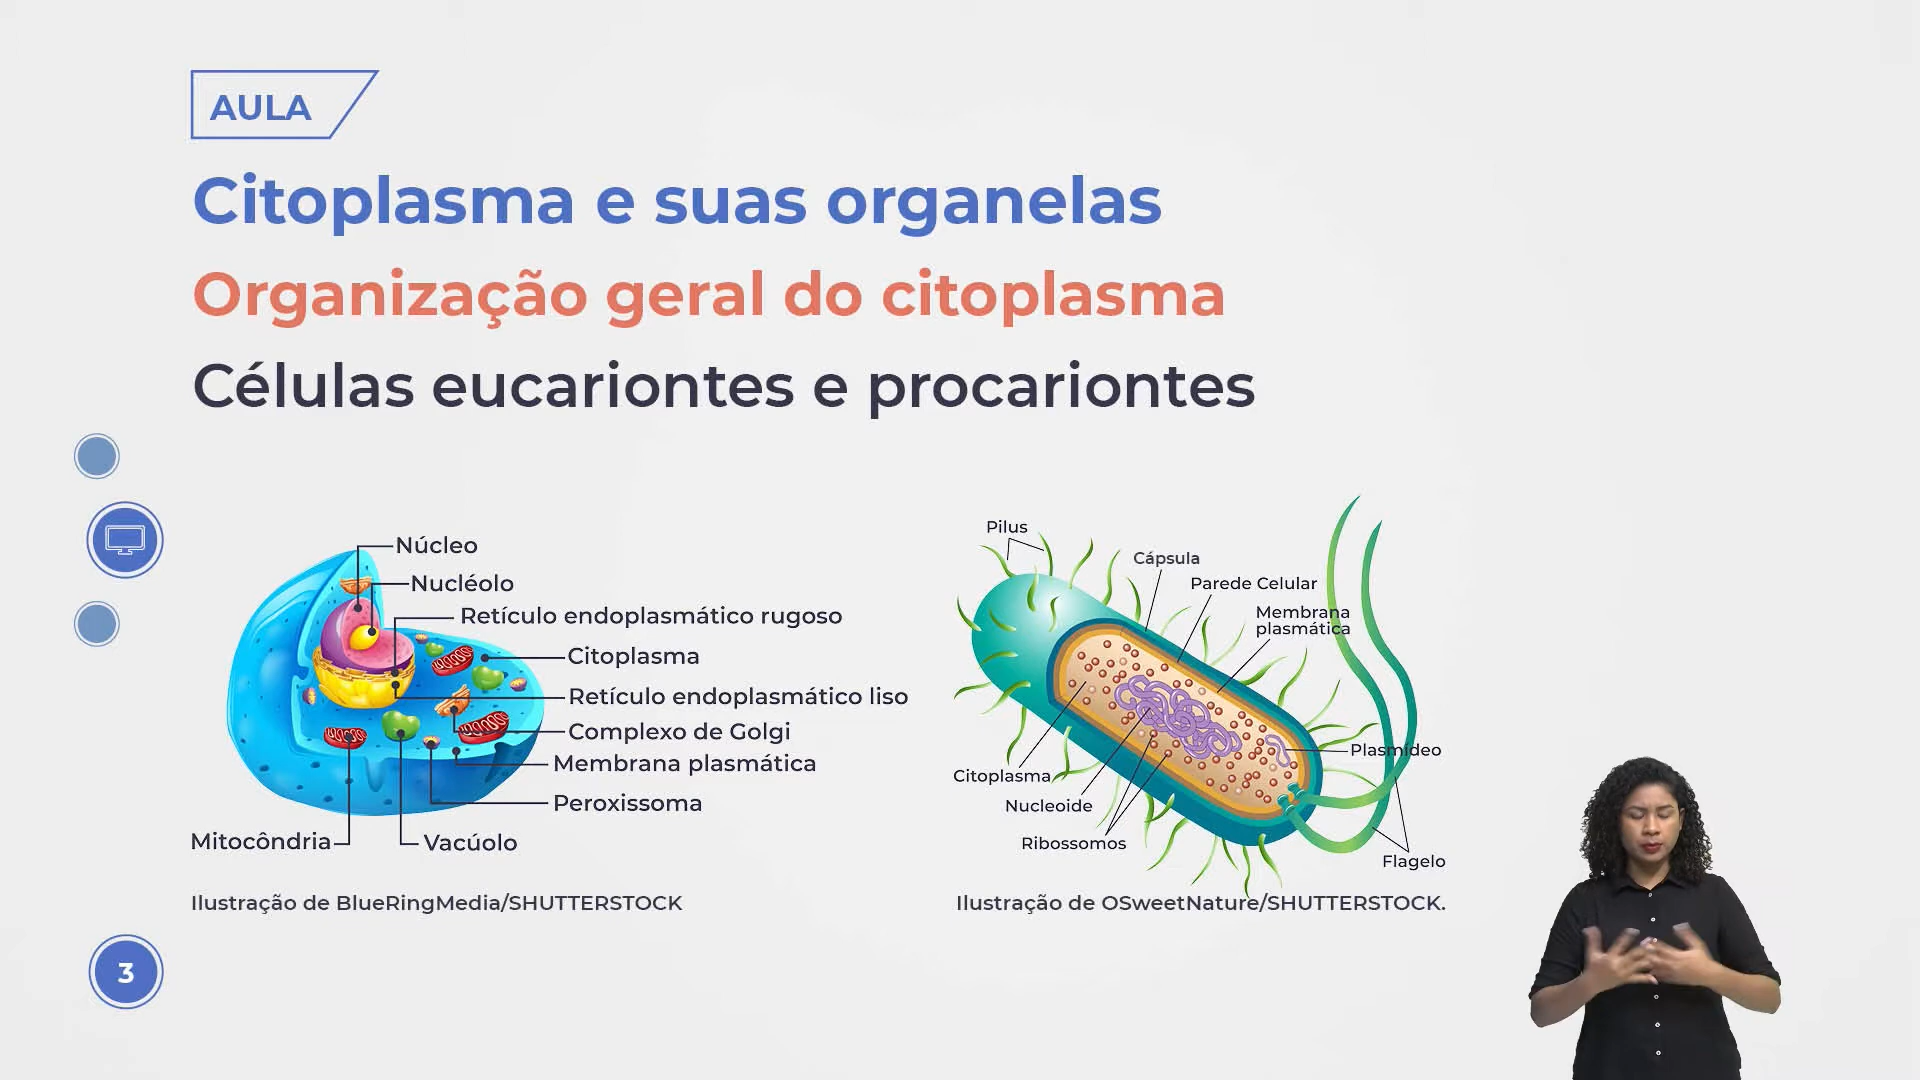 AULA
Citoplasma e suas organelas
Organização geral do citoplasma
Células eucariontes e procariontes
Núcleo
Nucléolo
Retículo endoplasmático rugoso
Citoplasma
Retículo endoplasmático liso
Complexo de Golgi
Membrana plasmática
Peroxissoma
Mitocôndria
Vacúolo
Ilustração de BlueRingMedia/SHUTTERSTOCK
Pilus
Cápsula
Parede Celular
Membrana
plasmática
Plasmídeo
Citoplasma
Nucleoide
Ribossomos
Flagelo
Ilustração de OSweetNature/SHUTTERSTOCK.
3